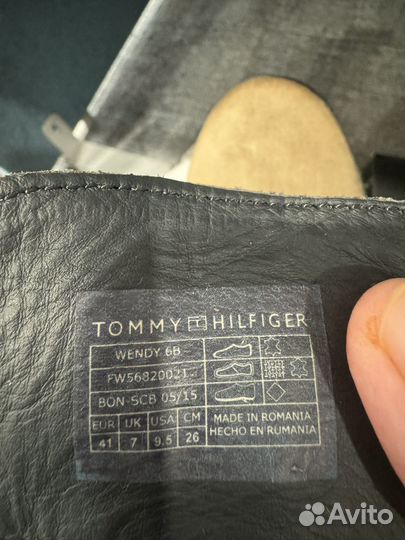 TOMMY HILFIGER
WENDY 6B
FW56820021
BON-SCB 05/15
EUR UK USA CM
41 7 9.5 26
MADE IN ROMANIA
HECHO EN RUMANIA
Avito